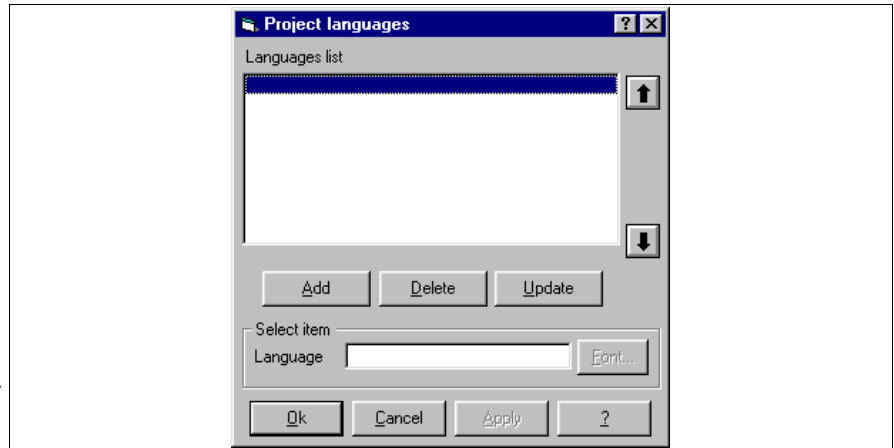 Project languages ?
Languages list
Add Delete Update
Select item
Language Font...
Ok Cancel Apply ?